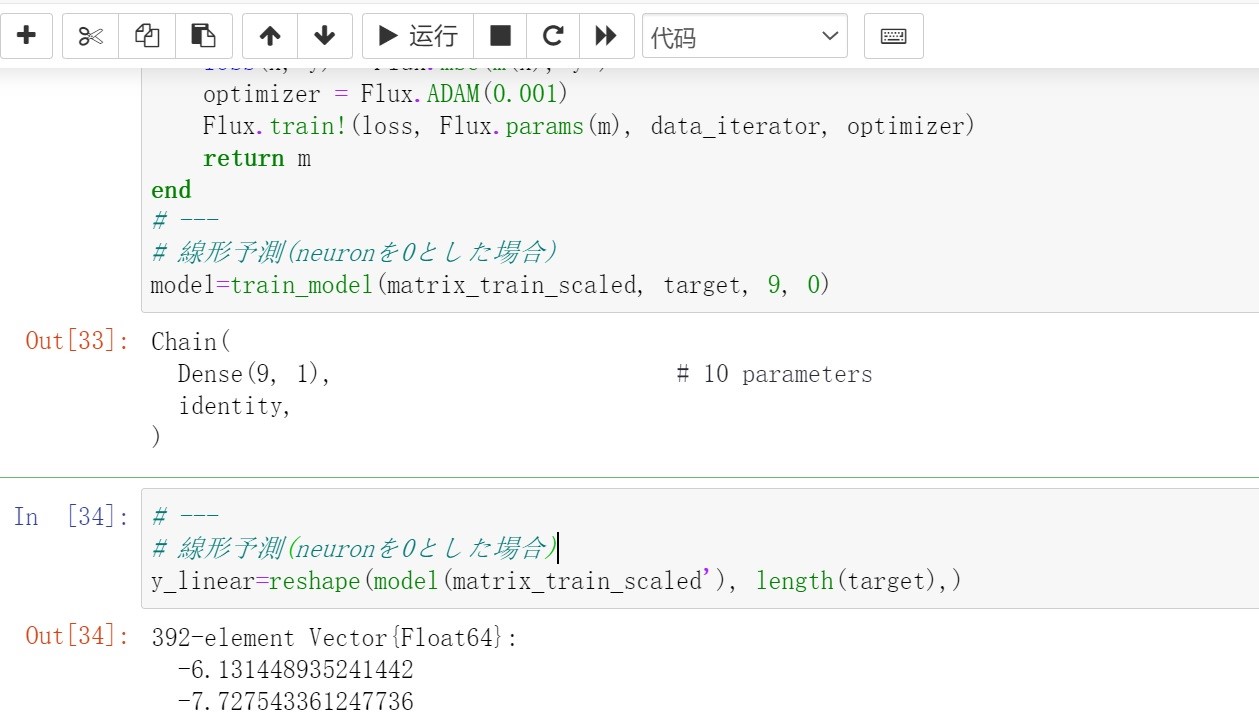 运行
代码
optimizer = Flux.ADAM(0.001)
Flux.train!(loss, Flux.params(m), data_iterator, optimizer)
return m
end
# ---
# 線形予測(neuronを0とした場合)
model=train_model(matrix_train_scaled, target, 9, 0)
Out[33]:
Chain(
Dense(9, 1), # 10 parameters
identity,
)
In [34]:
# ---
# 線形予測(neuronを0とした場合)
y_linear=reshape(model(matrix_train_scaled'), length(target),)
Out[34]:
392-element Vector{Float64}:
-6.131448935241442
-7.727543361247736